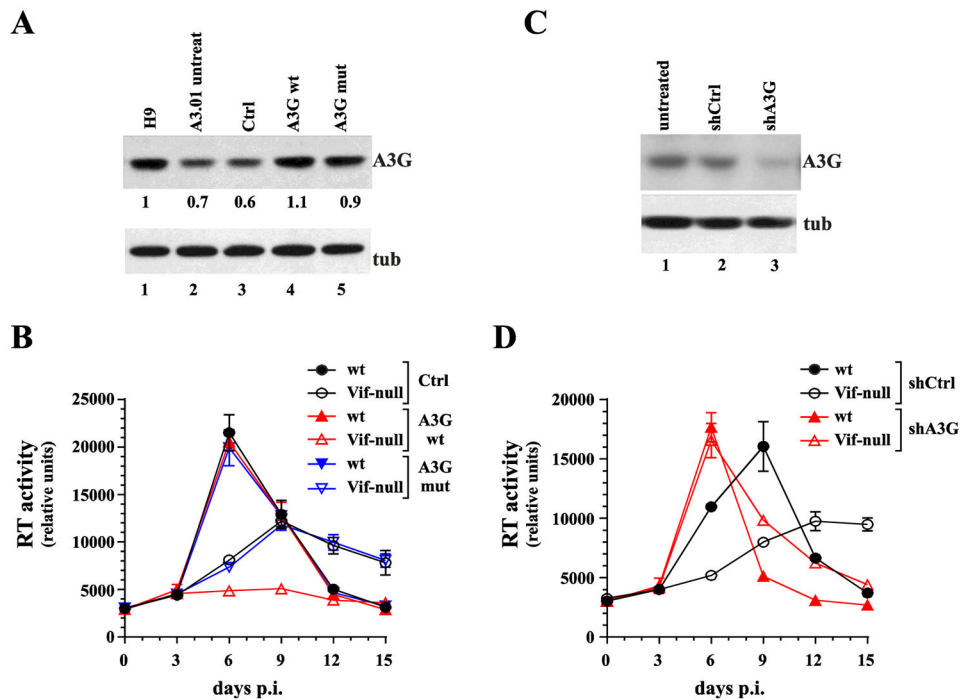 A
H9
A3.01 untreat
Ctrl
A3G wt
A3G mut
A3G
1 0.7 0.6 1.1 0.9
tub
1 2 3 4 5
C
untreated
shCtrl
shA3G
A3G
tub
1 2 3
B
wt
Vif-null
Ctrl
wt
Vif-null
A3G
wt
wt
Vif-null
A3G
mut
RT activity
(relative units)
25000
20000
15000
10000
5000
0
0 3 6 9 12 15
days p.i.
D
wt
Vif-null
shCtrl
wt
Vif-null
shA3G
RT activity
(relative units)
20000
15000
10000
5000
0
0 3 6 9 12 15
days p.i.